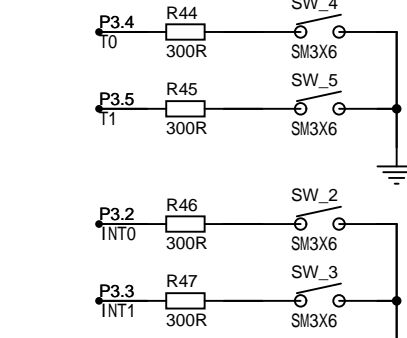 R44
SW_4
P3.4
T0
300R
SM3X6
R45
SW_5
P3.5
T1
300R
SM3X6
R46
SW_2
P3.2
INT0
300R
SM3X6
R47
SW_3
P3.3
INT1
300R
SM3X6